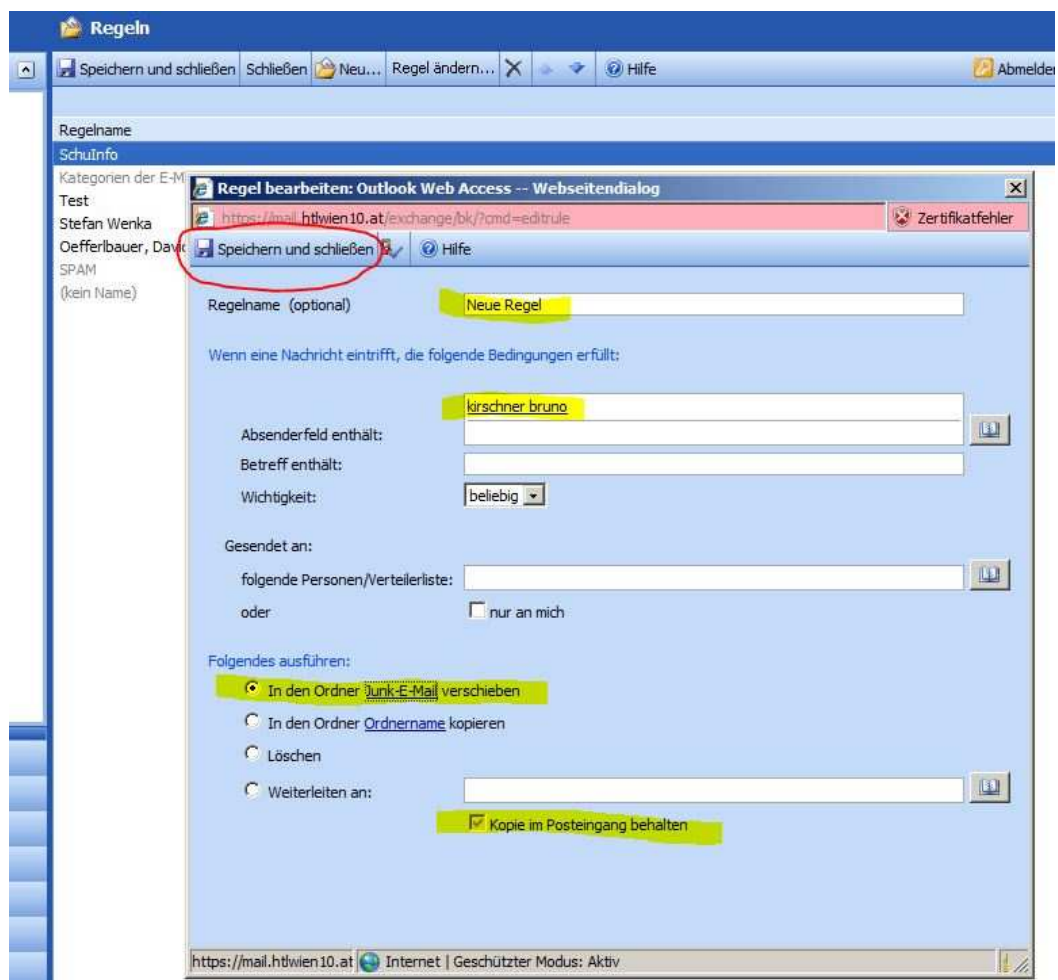 Regeln
Speichern und schließen Schließen Neu... Regel ändern... Hilfe Abmelden
Regelname
SchuInfo
Kategorien der E-M
Test
Stefan Wenka
Oefferlbauer, David
SPAM
(kein Name)
Regel bearbeiten: Outlook Web Access -- Webseitendialog
https://mail.htlwien10.at/exchange/bk/?cmd=editrule Zertifikatfehler
Speichern und schließen Hilfe
Regelname (optional) Neue Regel
Wenn eine Nachricht eintrifft, die folgende Bedingungen erfüllt:
kirschner bruno
Absenderfeld enthält:
Betreff enthält:
Wichtigkeit: beliebig
Gesendet an:
folgende Personen/Verteilerliste:
oder nur an mich
Folgendes ausführen:
In den Ordner Junk-E-Mail verschieben
In den Ordner Ordnername kopieren
Löschen
Weiterleiten an:
Kopie im Posteingang behalten
https://mail.htlwien10.at Internet | Geschützter Modus: Aktiv